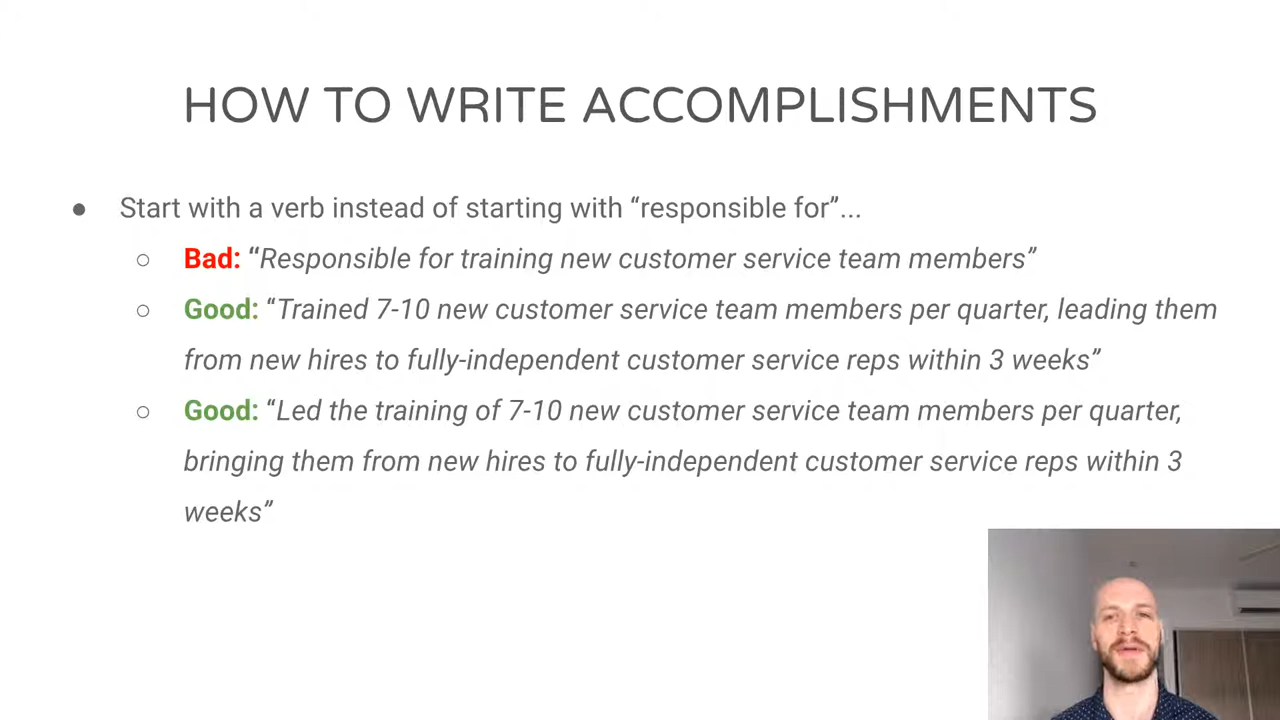 HOW TO WRITE ACCOMPLISHMENTS
● Start with a verb instead of starting with “responsible for”...
○ Bad: “Responsible for training new customer service team members”
○ Good: “Trained 7-10 new customer service team members per quarter, leading them
from new hires to fully-independent customer service reps within 3 weeks”
○ Good: “Led the training of 7-10 new customer service team members per quarter,
bringing them from new hires to fully-independent customer service reps within 3
weeks”